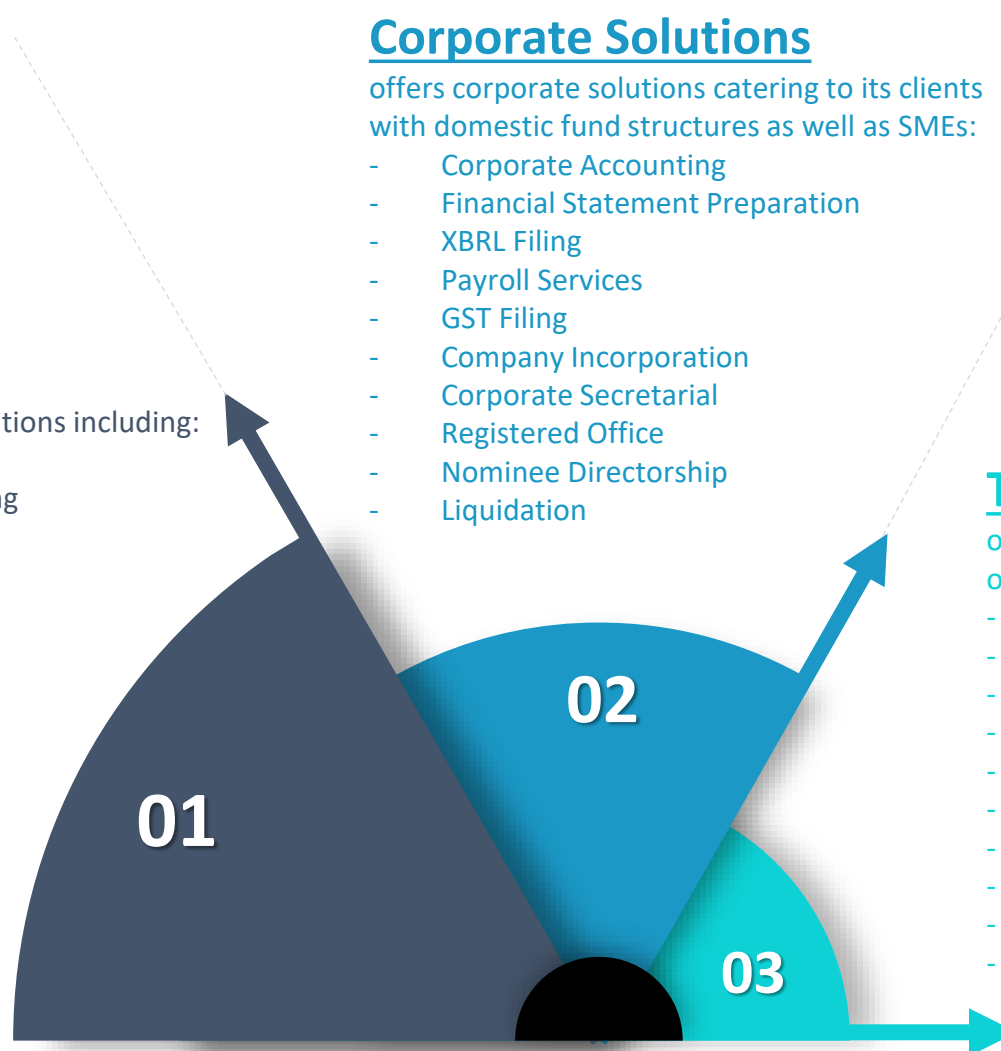 Corporate Solutions
offers corporate solutions catering to its clients
with domestic fund structures as well as SMEs:
- Corporate Accounting
- Financial Statement Preparation
- XBRL Filing
- Payroll Services
- GST Filing
- Company Incorporation
- Corporate Secretarial
- Registered Office
- Nominee Directorship
- Liquidation
including:
01
02
03